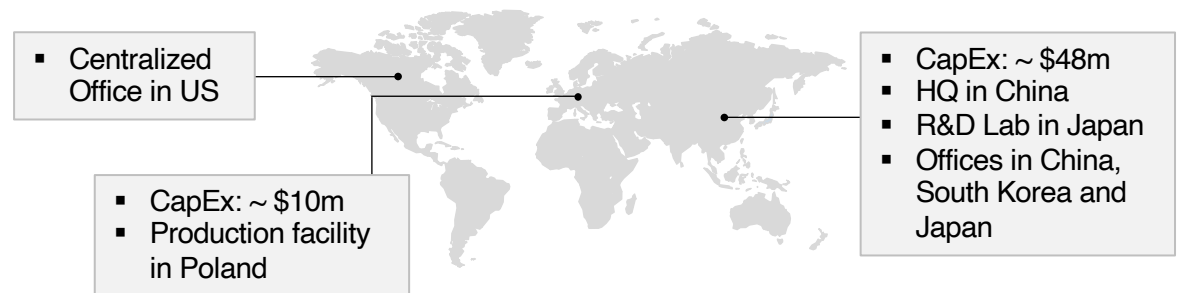 ▪ Centralized
Office in US
▪ CapEx: ~ $10m
▪ Production facility
in Poland
▪ CapEx: ~ $48m
▪ HQ in China
▪ R&D Lab in Japan
▪ Offices in China,
South Korea and
Japan